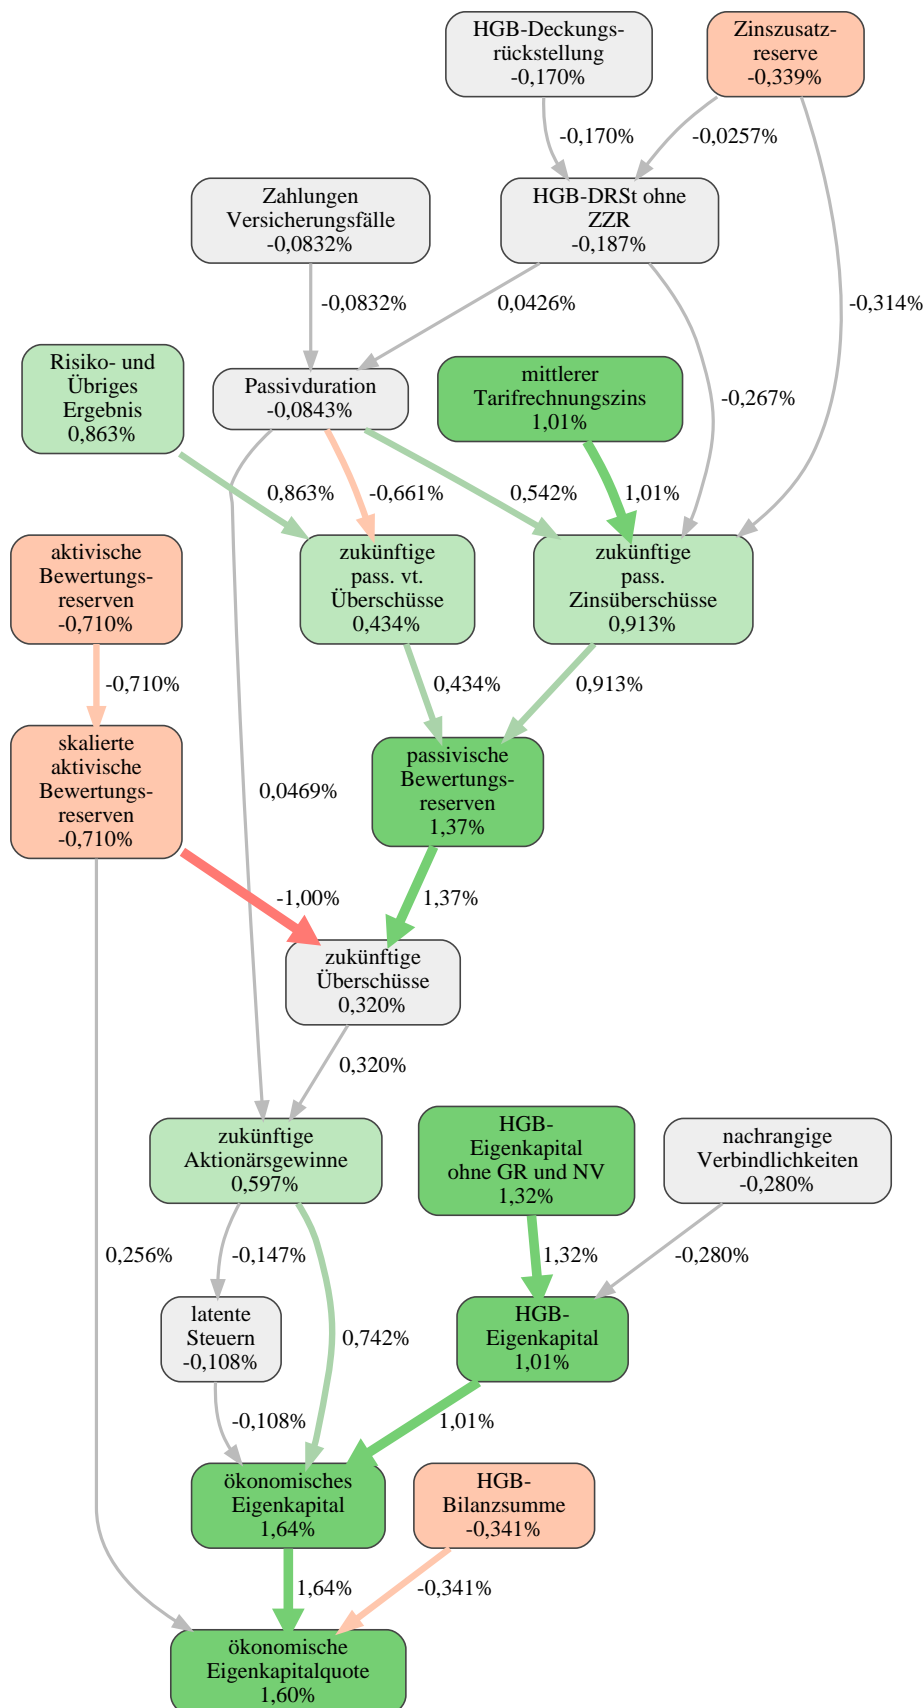 HGB-Deckungs-
rückstellung
-0,170%
Zinszusatz-
reserve
-0,339%
-0,170%
-0,0257%
Zahlungen
Versicherungsfälle
-0,0832%
HGB-DRSt ohne
ZZR
-0,187%
-0,0832%
0,0426%
-0,314%
Risiko- und
Übriges
Ergebnis
0,863%
Passivduration
-0,0843%
mittlerer
Tarifrechnungszins
1,01%
-0,267%
0,863%
-0,661%
0,542%
1,01%
aktivische
Bewertungs-
reserven
-0,710%
zukünftige
pass. vt.
Überschüsse
0,434%
zukünftige
pass.
Zinsüberschüsse
0,913%
-0,710%
0,434%
0,913%
skalierte
aktivische
Bewertungs-
reserven
-0,710%
0,0469%
passivische
Bewertungs-
reserven
1,37%
-1,00%
1,37%
zukünftige
Überschüsse
0,320%
0,320%
zukünftige
Aktionärsgewinne
0,597%
HGB-
Eigenkapital
ohne GR und NV
1,32%
nachrangige
Verbindlichkeiten
-0,280%
0,256%
-0,147%
1,32%
-0,280%
latente
Steuern
-0,108%
0,742%
HGB-
Eigenkapital
1,01%
-0,108%
1,01%
ökonomisches
Eigenkapital
1,64%
HGB-
Bilanzsumme
-0,341%
1,64%
-0,341%
ökonomische
Eigenkapitalquote
1,60%